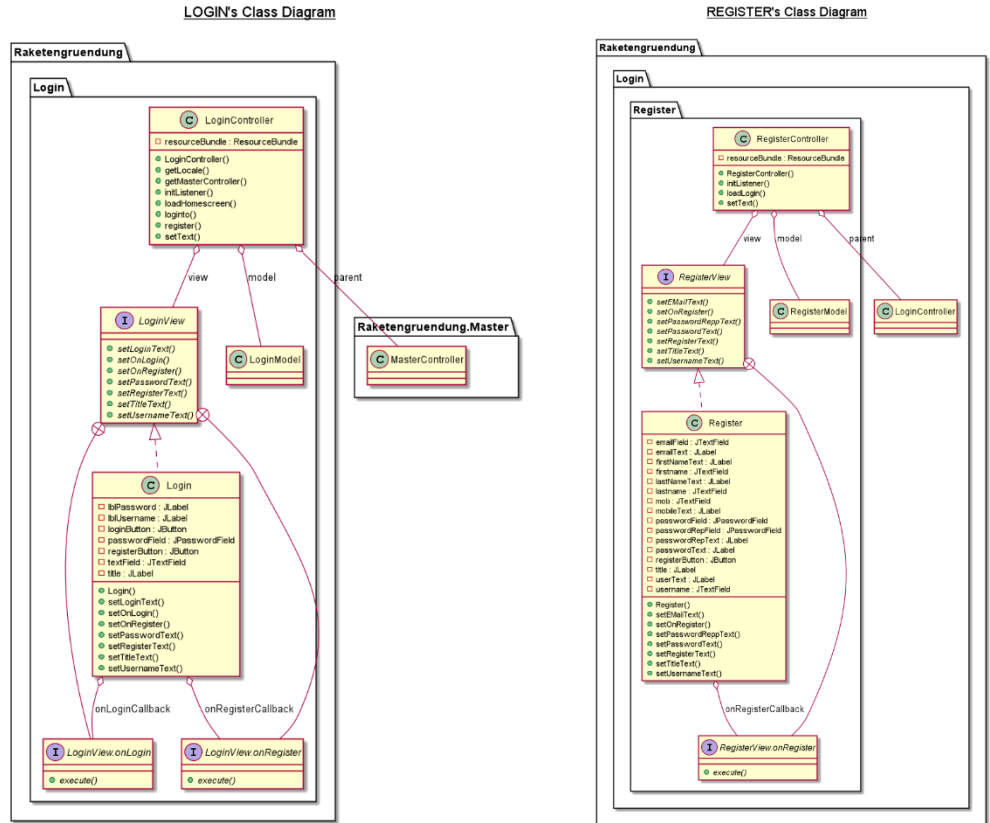 LOGIN's Class Diagram
Raketengruendung
Login
C LoginController
resourceBundle : ResourceBundle
LoginController()
getLocale()
getMasterController()
initListener()
loadHomescreen()
loginto()
register()
setText()
view
model
parent
I LoginView
setLoginText()
setOnLogin()
setOnRegister()
setPasswordText()
setRegisterText()
setTitleText()
setUsernameText()
C LoginModel
Raketengruendung.Master
C MasterController
C Login
lblPassword : JLabel
lblUsername : JLabel
loginButton : JButton
passwordField : JPasswordField
registerButton : JButton
textField : JTextField
title : JLabel
Login()
setLoginText()
setOnLogin()
setOnRegister()
setPasswordText()
setRegisterText()
setTitleText()
setUsernameText()
onLoginCallback
onRegisterCallback
I LoginView.onLogin
execute()
I LoginView.onRegister
execute()
REGISTER's Class Diagram
Raketengruendung
Login
Register
C RegisterController
resourceBundle : ResourceBundle
RegisterController()
initListener()
loadLogin()
setText()
view
model
parent
I RegisterView
setEMailText()
setOnRegister()
setPasswordReppText()
setPasswordText()
setRegisterText()
setTitleText()
setUsernameText()
C RegisterModel
C LoginController
C Register
emailField : JTextField
emailText : JLabel
firstNameText : JLabel
firstname : JTextField
lastNameText : JLabel
lastname : JTextField
mob : JTextField
mobileText : JLabel
passwordField : JPasswordField
passwordRepField : JPasswordField
passwordRepText : JLabel
passwordText : JLabel
registerButton : JButton
title : JLabel
userText : JLabel
username : JTextField
Register()
setEMailText()
setOnRegister()
setPasswordReppText()
setPasswordText()
setRegisterText()
setTitleText()
setUsernameText()
onRegisterCallback
I RegisterView.onRegister
execute()